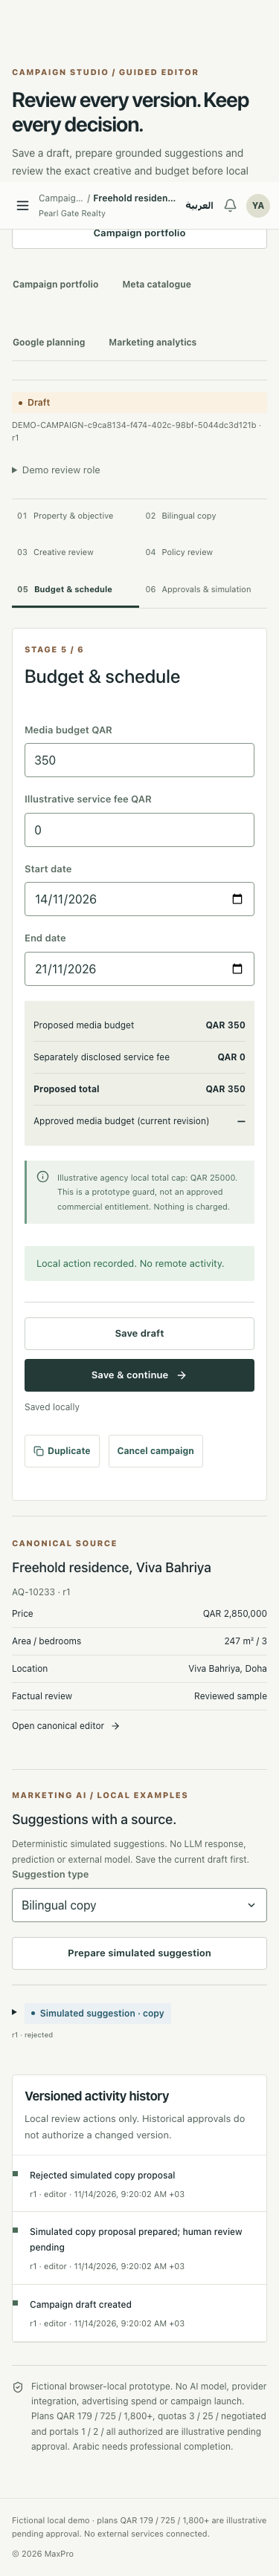 CAMPAIGN STUDIO / GUIDED EDITOR
Review every version. Keep
every decision.
Save a draft, prepare grounded suggestions and
review the exact creative and budget before local
Campaig... / Freehold residen...
Pearl Gate Realty
العربية
YA
Campaign portfolio
Campaign portfolio Meta catalogue
Google planning Marketing analytics
Draft
DEMO-CAMPAIGN-c9ca8134-f474-402c-98bf-5044dc3d121b ·
r1
Demo review role
01 Property & objective 02 Bilingual copy
03 Creative review 04 Policy review
05 Budget & schedule 06 Approvals & simulation
STAGE 5 / 6
Budget & schedule
Media budget QAR
350
Illustrative service fee QAR
0
Start date
14/11/2026
End date
21/11/2026
Proposed media budget QAR 350
Separately disclosed service fee QAR 0
Proposed total QAR 350
Approved media budget (current revision) —
Illustrative agency local total cap: QAR 25000.
This is a prototype guard, not an approved
commercial entitlement. Nothing is charged.
Local action recorded. No remote activity.
Save draft
Save & continue →
Saved locally
Duplicate Cancel campaign
CANONICAL SOURCE
Freehold residence, Viva Bahriya
AQ-10233 · r1
Price QAR 2,850,000
Area / bedrooms 247 m² / 3
Location Viva Bahriya, Doha
Factual review Reviewed sample
Open canonical editor →
MARKETING AI / LOCAL EXAMPLES
Suggestions with a source.
Deterministic simulated suggestions. No LLM response,
prediction or external model. Save the current draft first.
Suggestion type
Bilingual copy
Prepare simulated suggestion
Simulated suggestion · copy
r1 · rejected
Versioned activity history
Local review actions only. Historical approvals do
not authorize a changed version.
Rejected simulated copy proposal
r1 · editor · 11/14/2026, 9:20:02 AM +03
Simulated copy proposal prepared; human review
pending
r1 · editor · 11/14/2026, 9:20:02 AM +03
Campaign draft created
r1 · editor · 11/14/2026, 9:20:02 AM +03
Fictional browser-local prototype. No AI model, provider
integration, advertising spend or campaign launch.
Plans QAR 179 / 725 / 1,800+, quotas 3 / 25 / negotiated
and portals 1 / 2 / all authorized are illustrative pending
approval. Arabic needs professional completion.
Fictional local demo · plans QAR 179 / 725 / 1,800+ are illustrative
pending approval. No external services connected.
© 2026 MaxPro